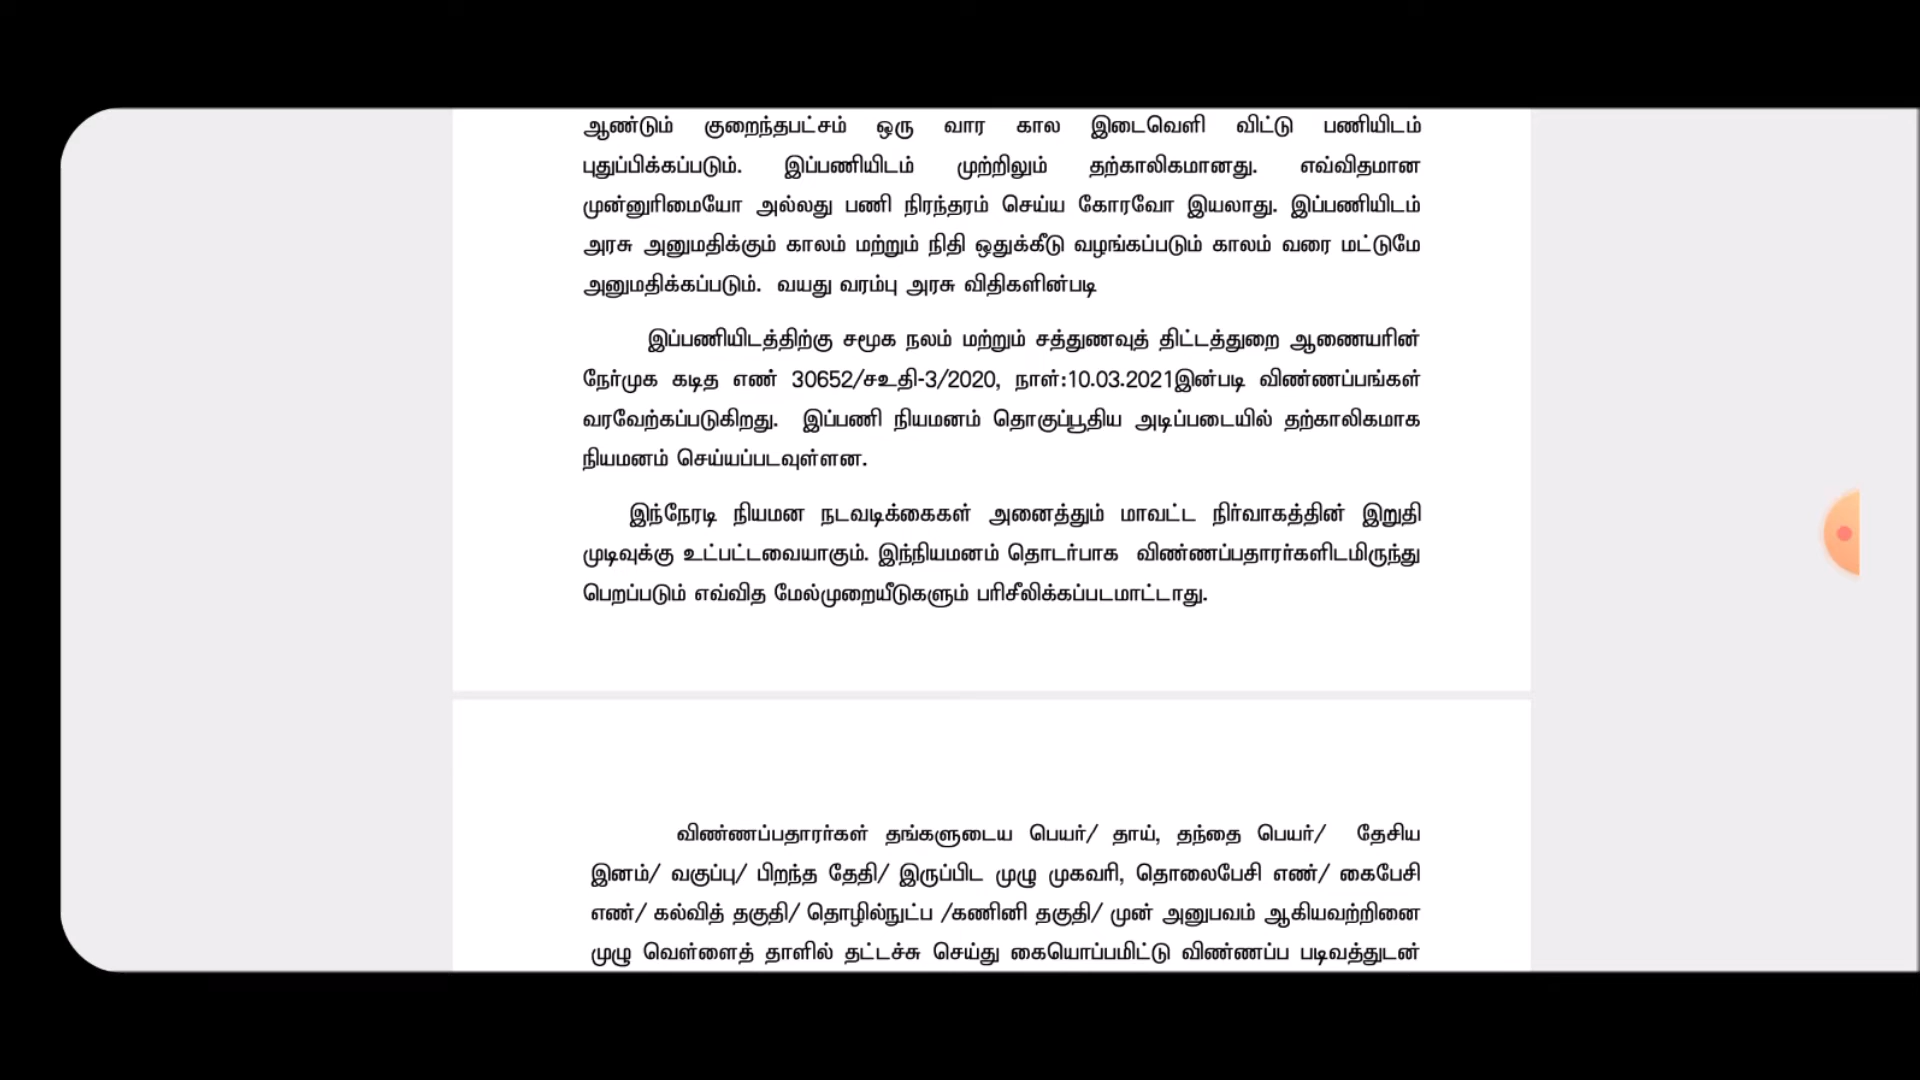 ஆண்டும் குறைந்தபட்சம் ஒரு வார கால இடைவெளி விட்டு பணியிடம்
புதுப்பிக்கப்படும். இப்பணியிடம் முற்றிலும் தற்காலிகமானது. எவ்விதமான
முன்னுரிமையோ அல்லது பணி நிரந்தரம் செய்ய கோரவோ இயலாது. இப்பணியிடம்
அரசு அனுமதிக்கும் காலம் மற்றும் நிதி ஒதுக்கீடு வழங்கப்படும் காலம் வரை மட்டுமே
அனுமதிக்கப்படும். வயது வரம்பு அரசு விதிகளின்படி
இப்பணியிடத்திற்கு சமூக நலம் மற்றும் சத்துணவுத் திட்டத்துறை ஆணையரின்
நேர்முக கடித எண் 30652/சஉதி-3/2020, நாள்:10.03.2021இன்படி விண்ணப்பங்கள்
வரவேற்கப்படுகிறது. இப்பணி நியமனம் தொகுப்பூதிய அடிப்படையில் தற்காலிகமாக
நியமனம் செய்யப்படவுள்ளன.
இந்நேரடி நியமன நடவடிக்கைகள் அனைத்தும் மாவட்ட நிர்வாகத்தின் இறுதி
முடிவுக்கு உட்பட்டவையாகும். இந்நியமனம் தொடர்பாக விண்ணப்பதாரர்களிடமிருந்து
பெறப்படும் எவ்வித மேல்முறையீடுகளும் பரிசீலிக்கப்படமாட்டாது.
விண்ணப்பதாரர்கள் தங்களுடைய பெயர்/ தாய், தந்தை பெயர்/ தேசிய
இனம்/ வகுப்பு/ பிறந்த தேதி/ இருப்பிட முழு முகவரி, தொலைபேசி எண்/ கைபேசி
எண்/ கல்வித் தகுதி/ தொழில்நுட்ப /கணினி தகுதி/ முன் அனுபவம் ஆகியவற்றினை
முழு வெள்ளைத் தாளில் தட்டச்சு செய்து கையொப்பமிட்டு விண்ணப்ப படிவத்துடன்